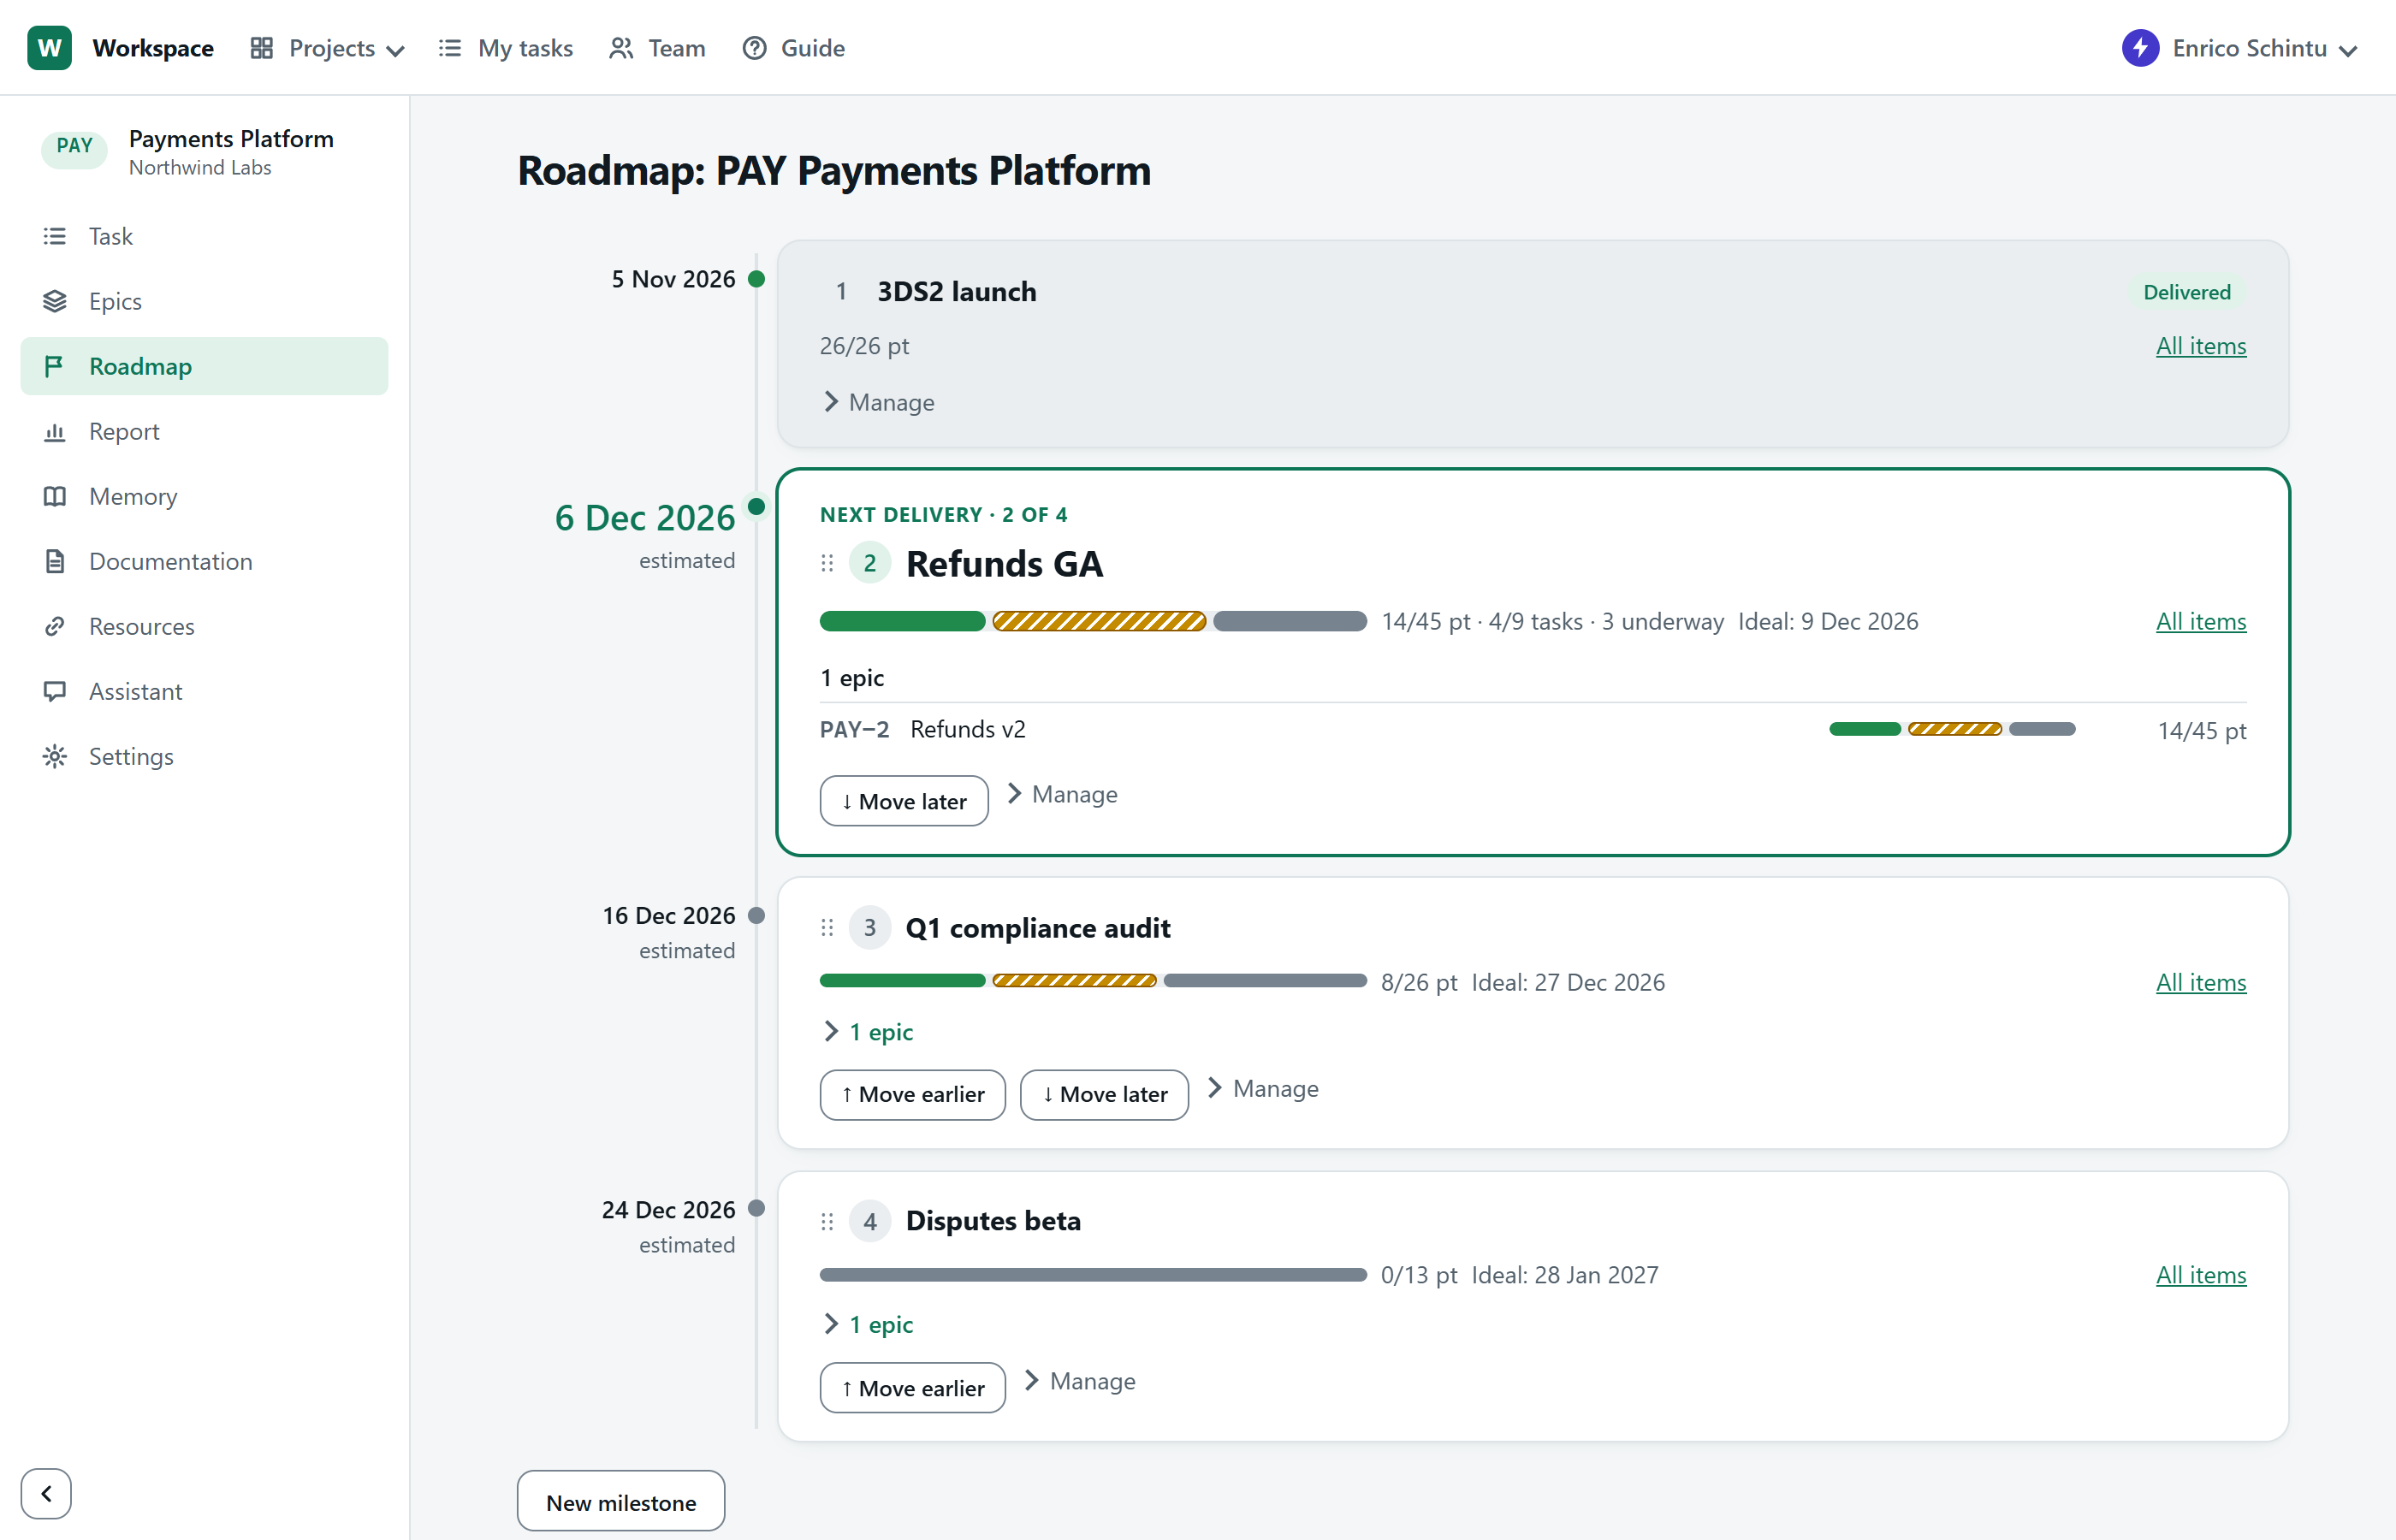 W Workspace Projects My tasks Team Guide Enrico Schintu
PAY Payments Platform
Northwind Labs
Task
Epics
Roadmap
Report
Memory
Documentation
Resources
Assistant
Settings
Roadmap: PAY Payments Platform
5 Nov 2026
1 3DS2 launch Delivered
26/26 pt All items
Manage
6 Dec 2026
estimated
NEXT DELIVERY · 2 OF 4
2 Refunds GA
14/45 pt · 4/9 tasks · 3 underway Ideal: 9 Dec 2026 All items
1 epic
PAY-2 Refunds v2 14/45 pt
↓ Move later Manage
16 Dec 2026
estimated
3 Q1 compliance audit
8/26 pt Ideal: 27 Dec 2026 All items
1 epic
↑ Move earlier ↓ Move later Manage
24 Dec 2026
estimated
4 Disputes beta
0/13 pt Ideal: 28 Jan 2027 All items
1 epic
↑ Move earlier Manage
New milestone